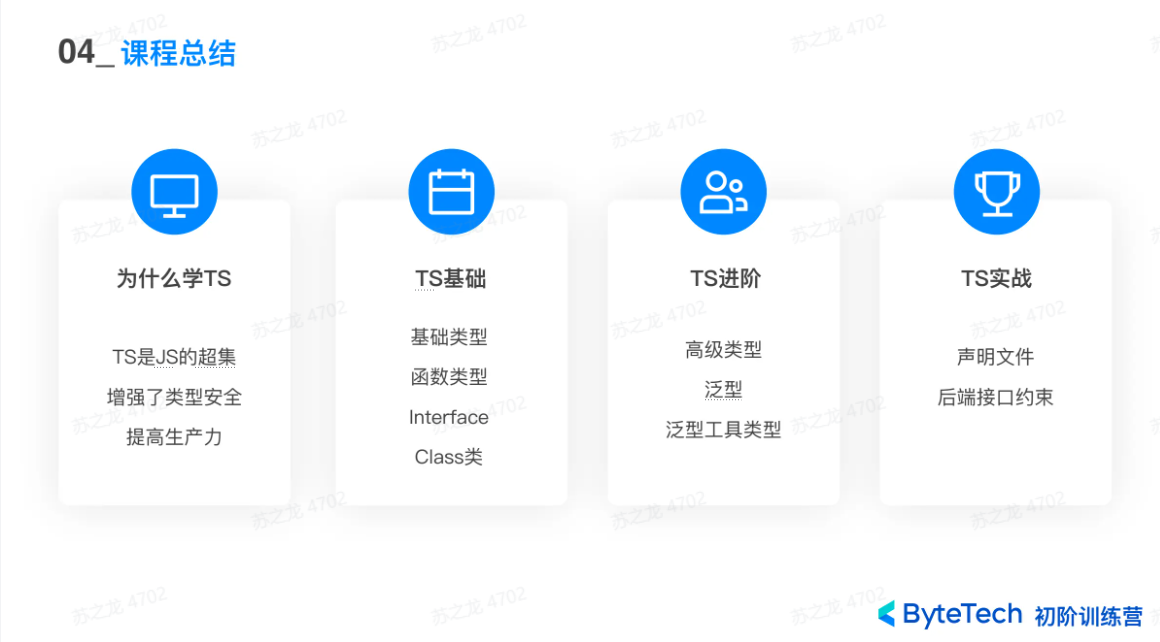 04_ 课程总结
为什么学TS
TS是JS的超集
增强了类型安全
提高生产力
TS基础
基础类型
函数类型
Interface
Class类
TS进阶
高级类型
泛型
泛型工具类型
TS实战
声明文件
后端接口约束
ByteTech 初阶训练营
苏之龙 4702